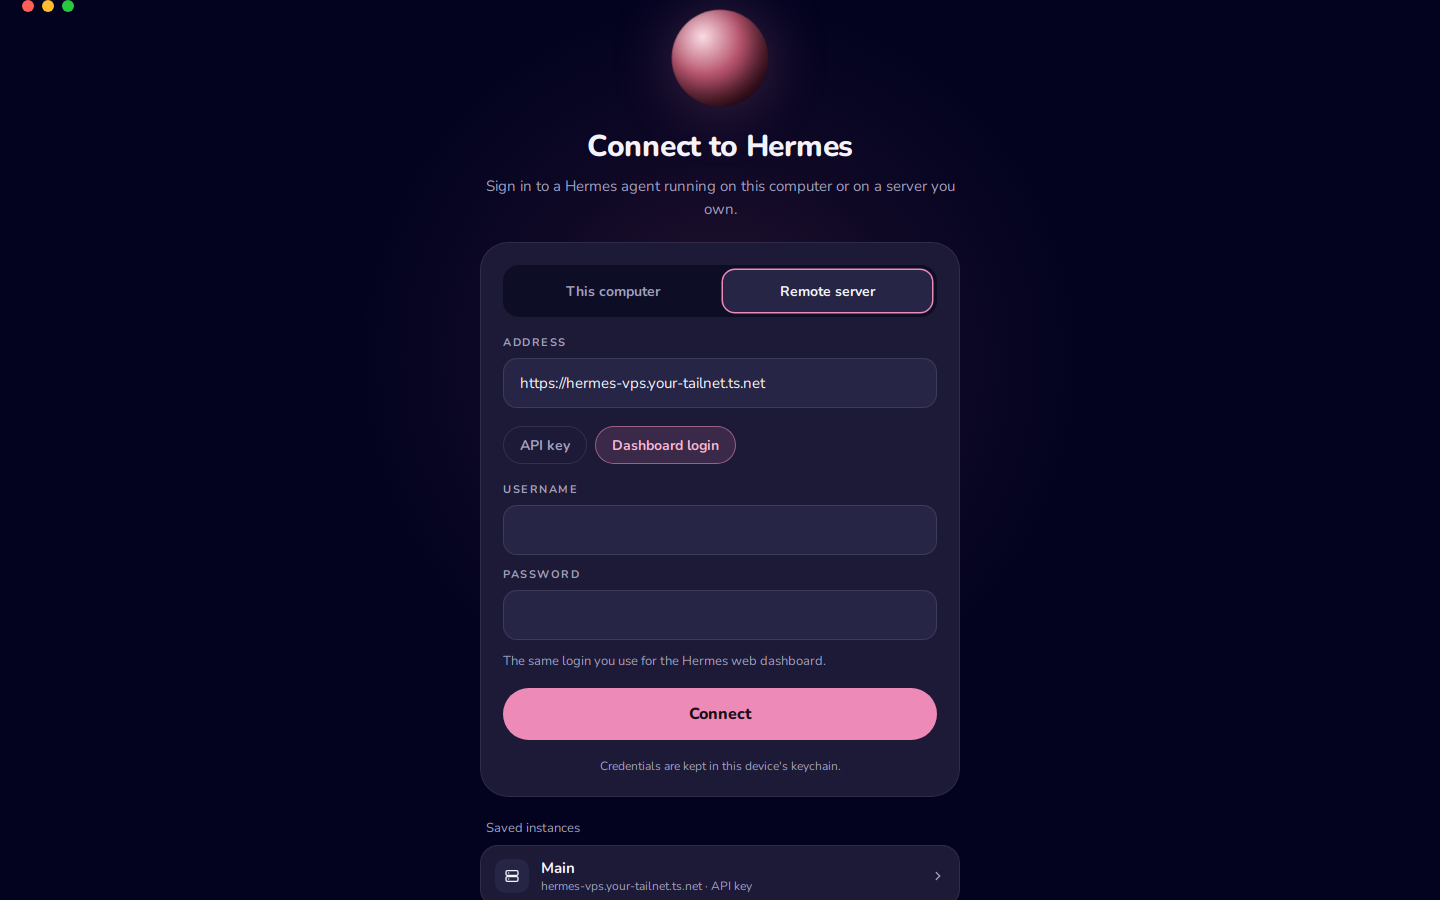 Connect to Hermes
Sign in to a Hermes agent running on this computer or on a server you
own.
This computer
Remote server
ADDRESS
https://hermes-vps.your-tailnet.ts.net
API key
Dashboard login
USERNAME
PASSWORD
The same login you use for the Hermes web dashboard.
Connect
Credentials are kept in this device's keychain.
Saved instances
Main
hermes-vps.your-tailnet.ts.net · API key